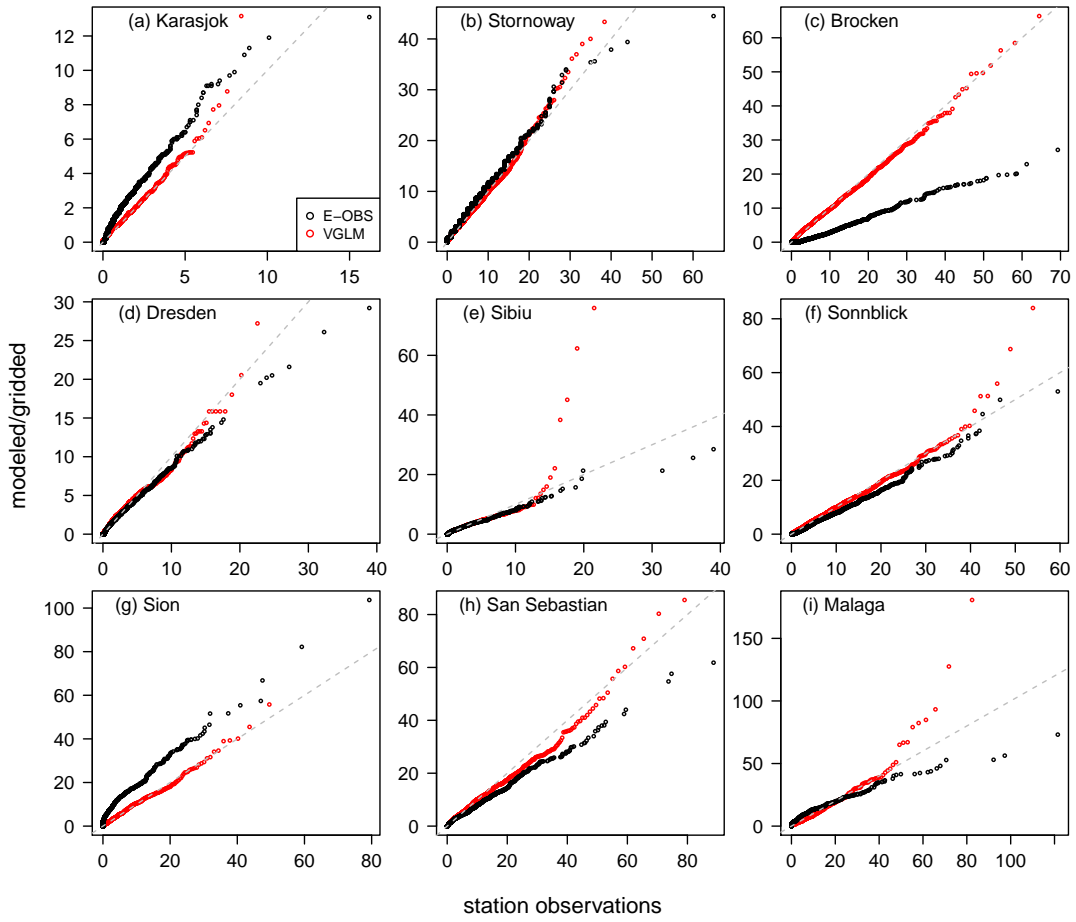 (a) Karasjok
(b) Stornoway
(c) Brocken
12
10
8
6
4
2
0
40
30
20
10
0
60
50
40
30
20
10
0
E−OBS
VGLM
0 5 10 15
0 10 20 30 40 50 60
0 10 20 30 40 50 60 70
(d) Dresden
(e) Sibiu
(f) Sonnblick
30
25
20
15
10
5
0
60
40
20
0
80
60
40
20
0
modeled/gridded
0 10 20 30 40
0 10 20 30 40
0 10 20 30 40 50 60
(g) Sion
(h) San Sebastian
(i) Malaga
100
80
60
40
20
0
80
60
40
20
0
150
100
50
0
0 20 40 60 80
0 20 40 60 80
0 20 40 60 80 100
station observations